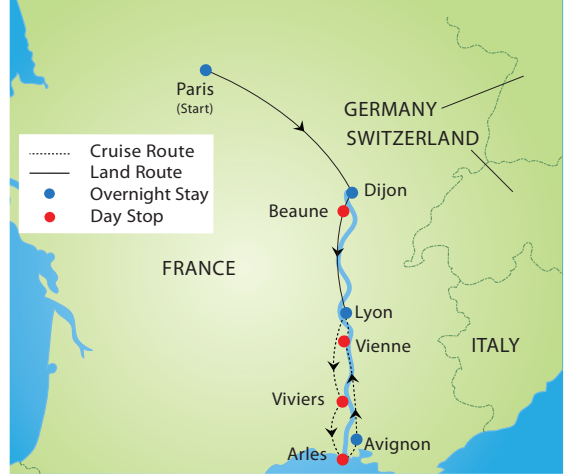 Paris
(Start)
GERMANY
SWITZERLAND
Cruise Route
Land Route
Overnight Stay
Day Stop
Dijon
Beaune
FRANCE
Lyon
Vienne
ITALY
Viviers
Avignon
Arles